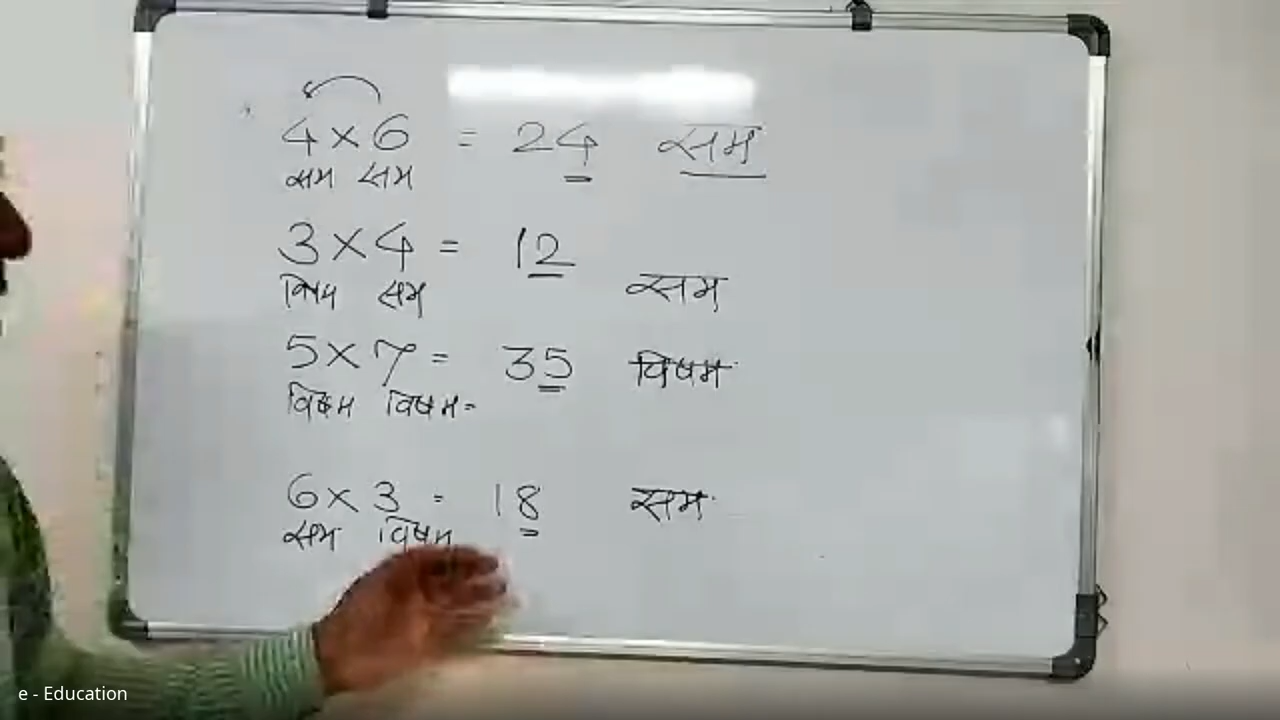 4 × 6 = 24 सम
सम सम
3 × 4 = 12 सम
विष सम
5 × 7 = 35 विषम
विषम विषम
6 × 3 = 18 सम
सम विषम
e - Education